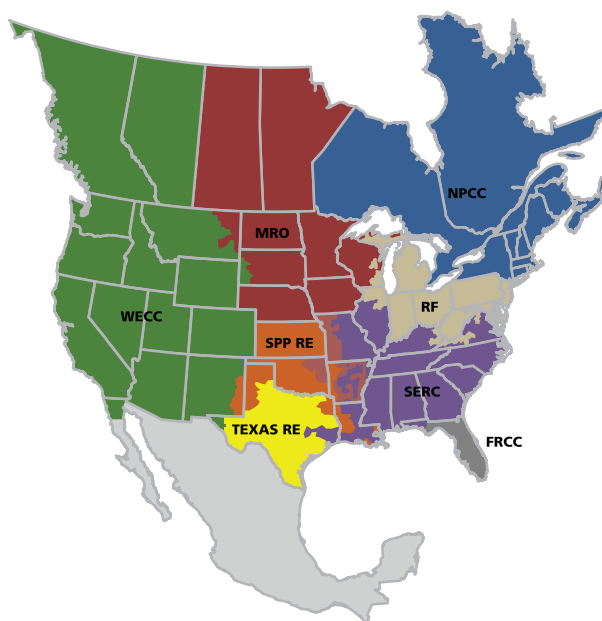 NPCC
MRO
RF
WECC
SPP RE
SERC
TEXAS RE
FRCC